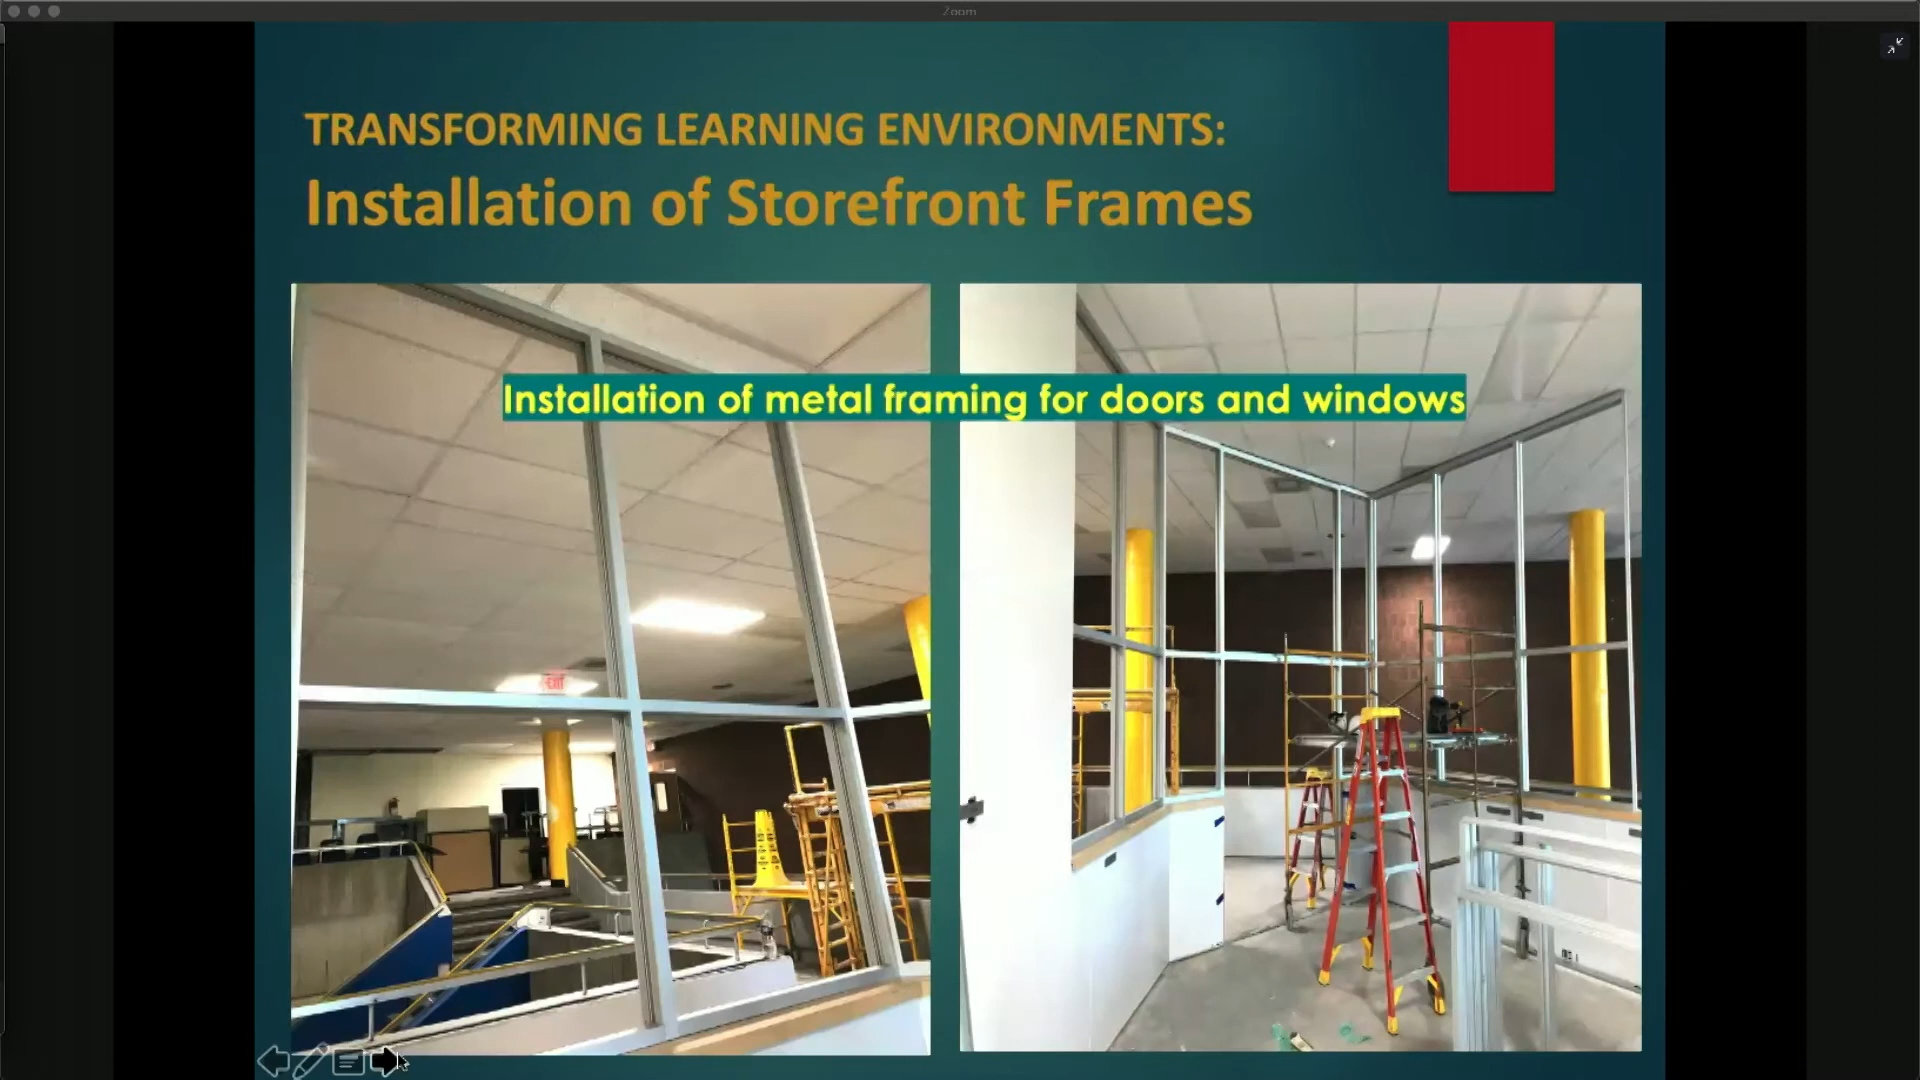 Zoom
TRANSFORMING LEARNING ENVIRONMENTS:
Installation of Storefront Frames
Installation of metal framing for doors and windows
EXIT